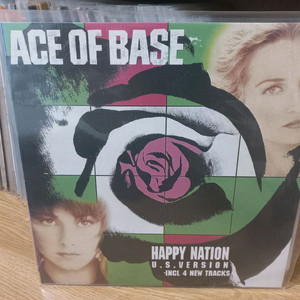 ACE OF BASE
HAPPY NATION
U.S. VERSION
-INCL 4 NEW TRACKS-